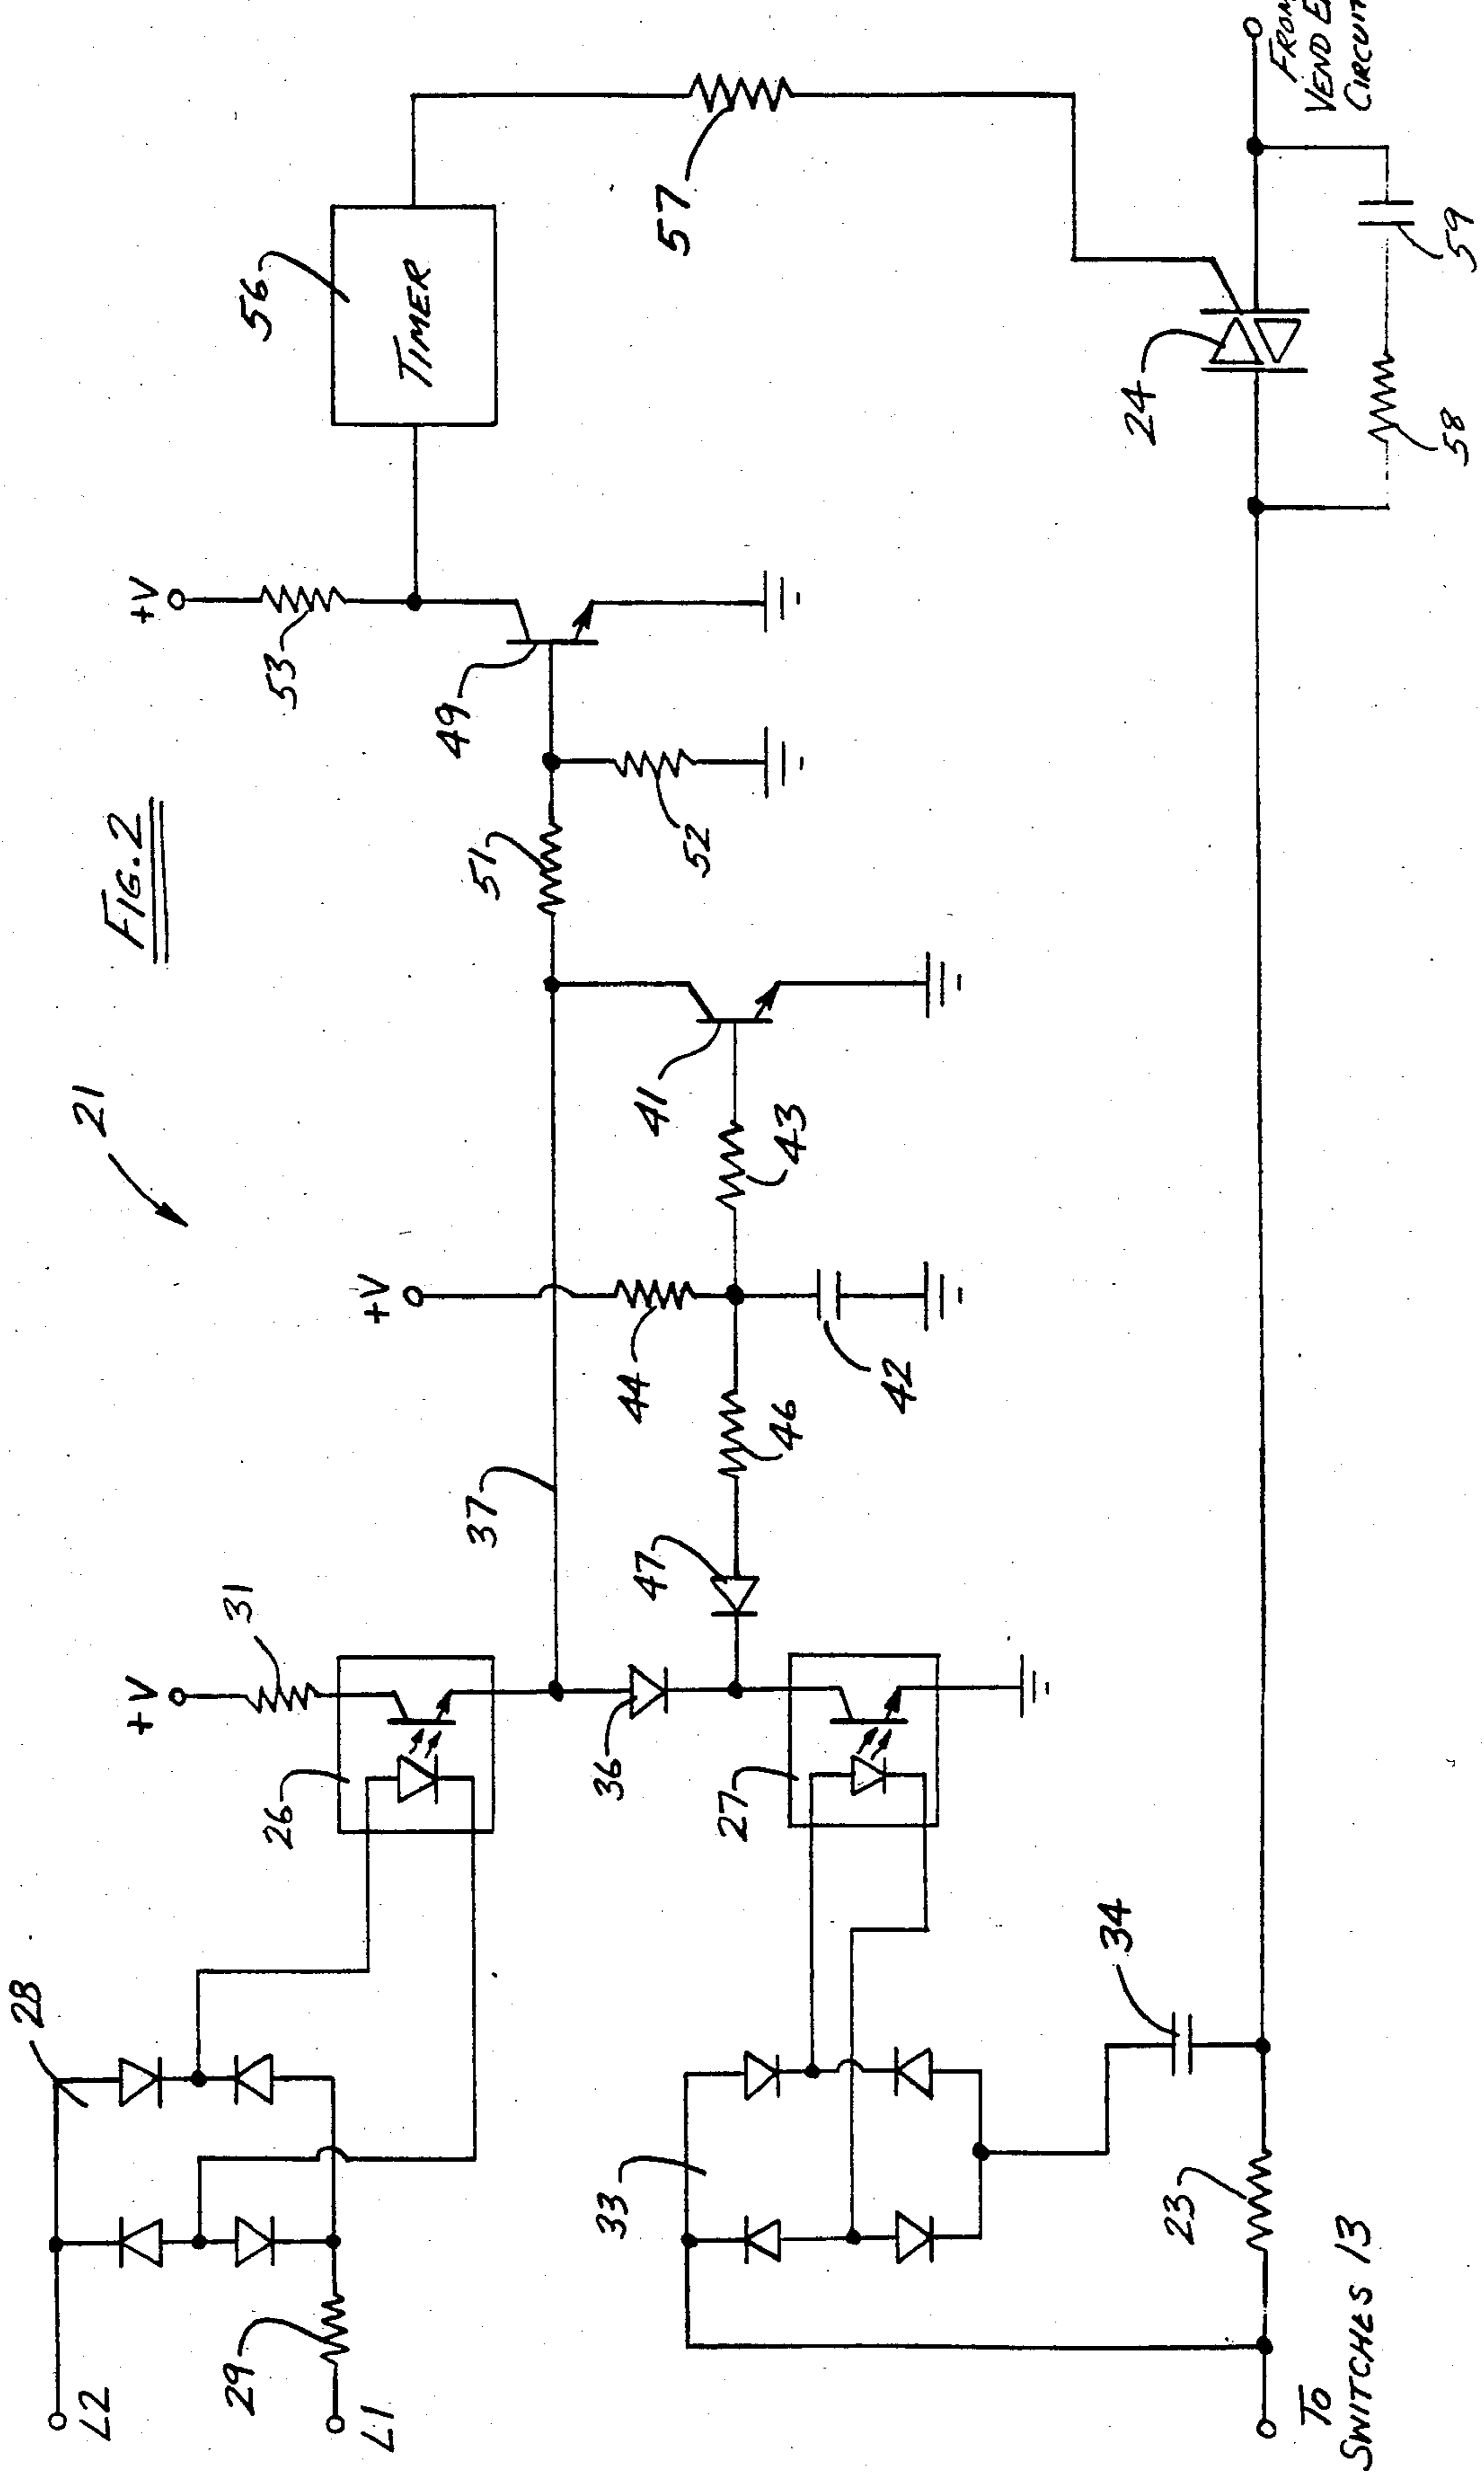 FIG. 2
21
L2
28
29
L1
26
+V
31
37
36
47
46
44
+V
42
43
41
51
52
49
53
+V
56
TIMER
57
33
27
34
23
TO
SWITCHES 13
24
58
59
FROM
VEND
CIRCUIT